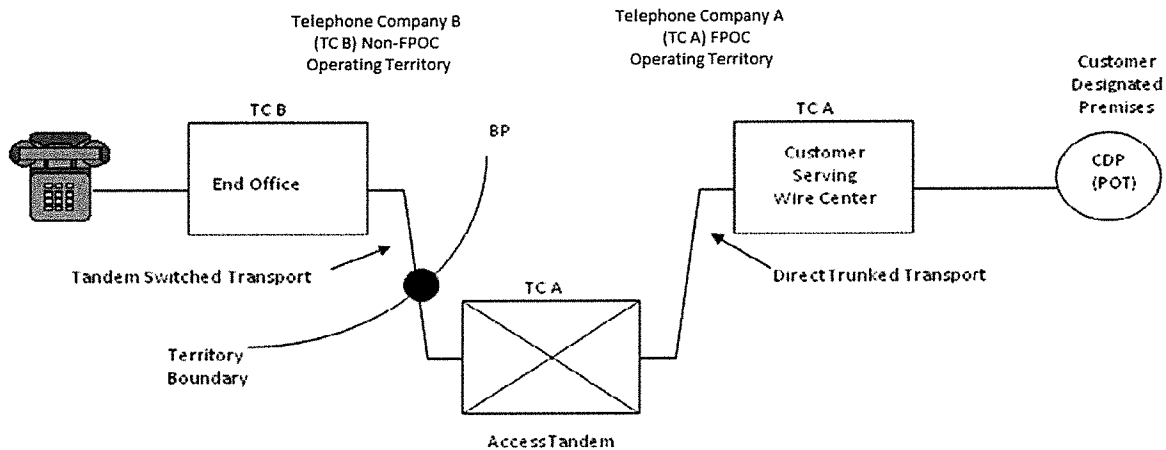 Telephone Company B
(TC B) Non-FPOC
Operating Territory
Telephone Company A
(TC A) FPOC
Operating Territory
Customer
Designated
Premises
TC B
End Office
BP
TC A
Customer
Serving
Wire Center
CDP
(POT)
Tandem Switched Transport
Direct Trunked Transport
TC A
Territory
Boundary
AccessTandem